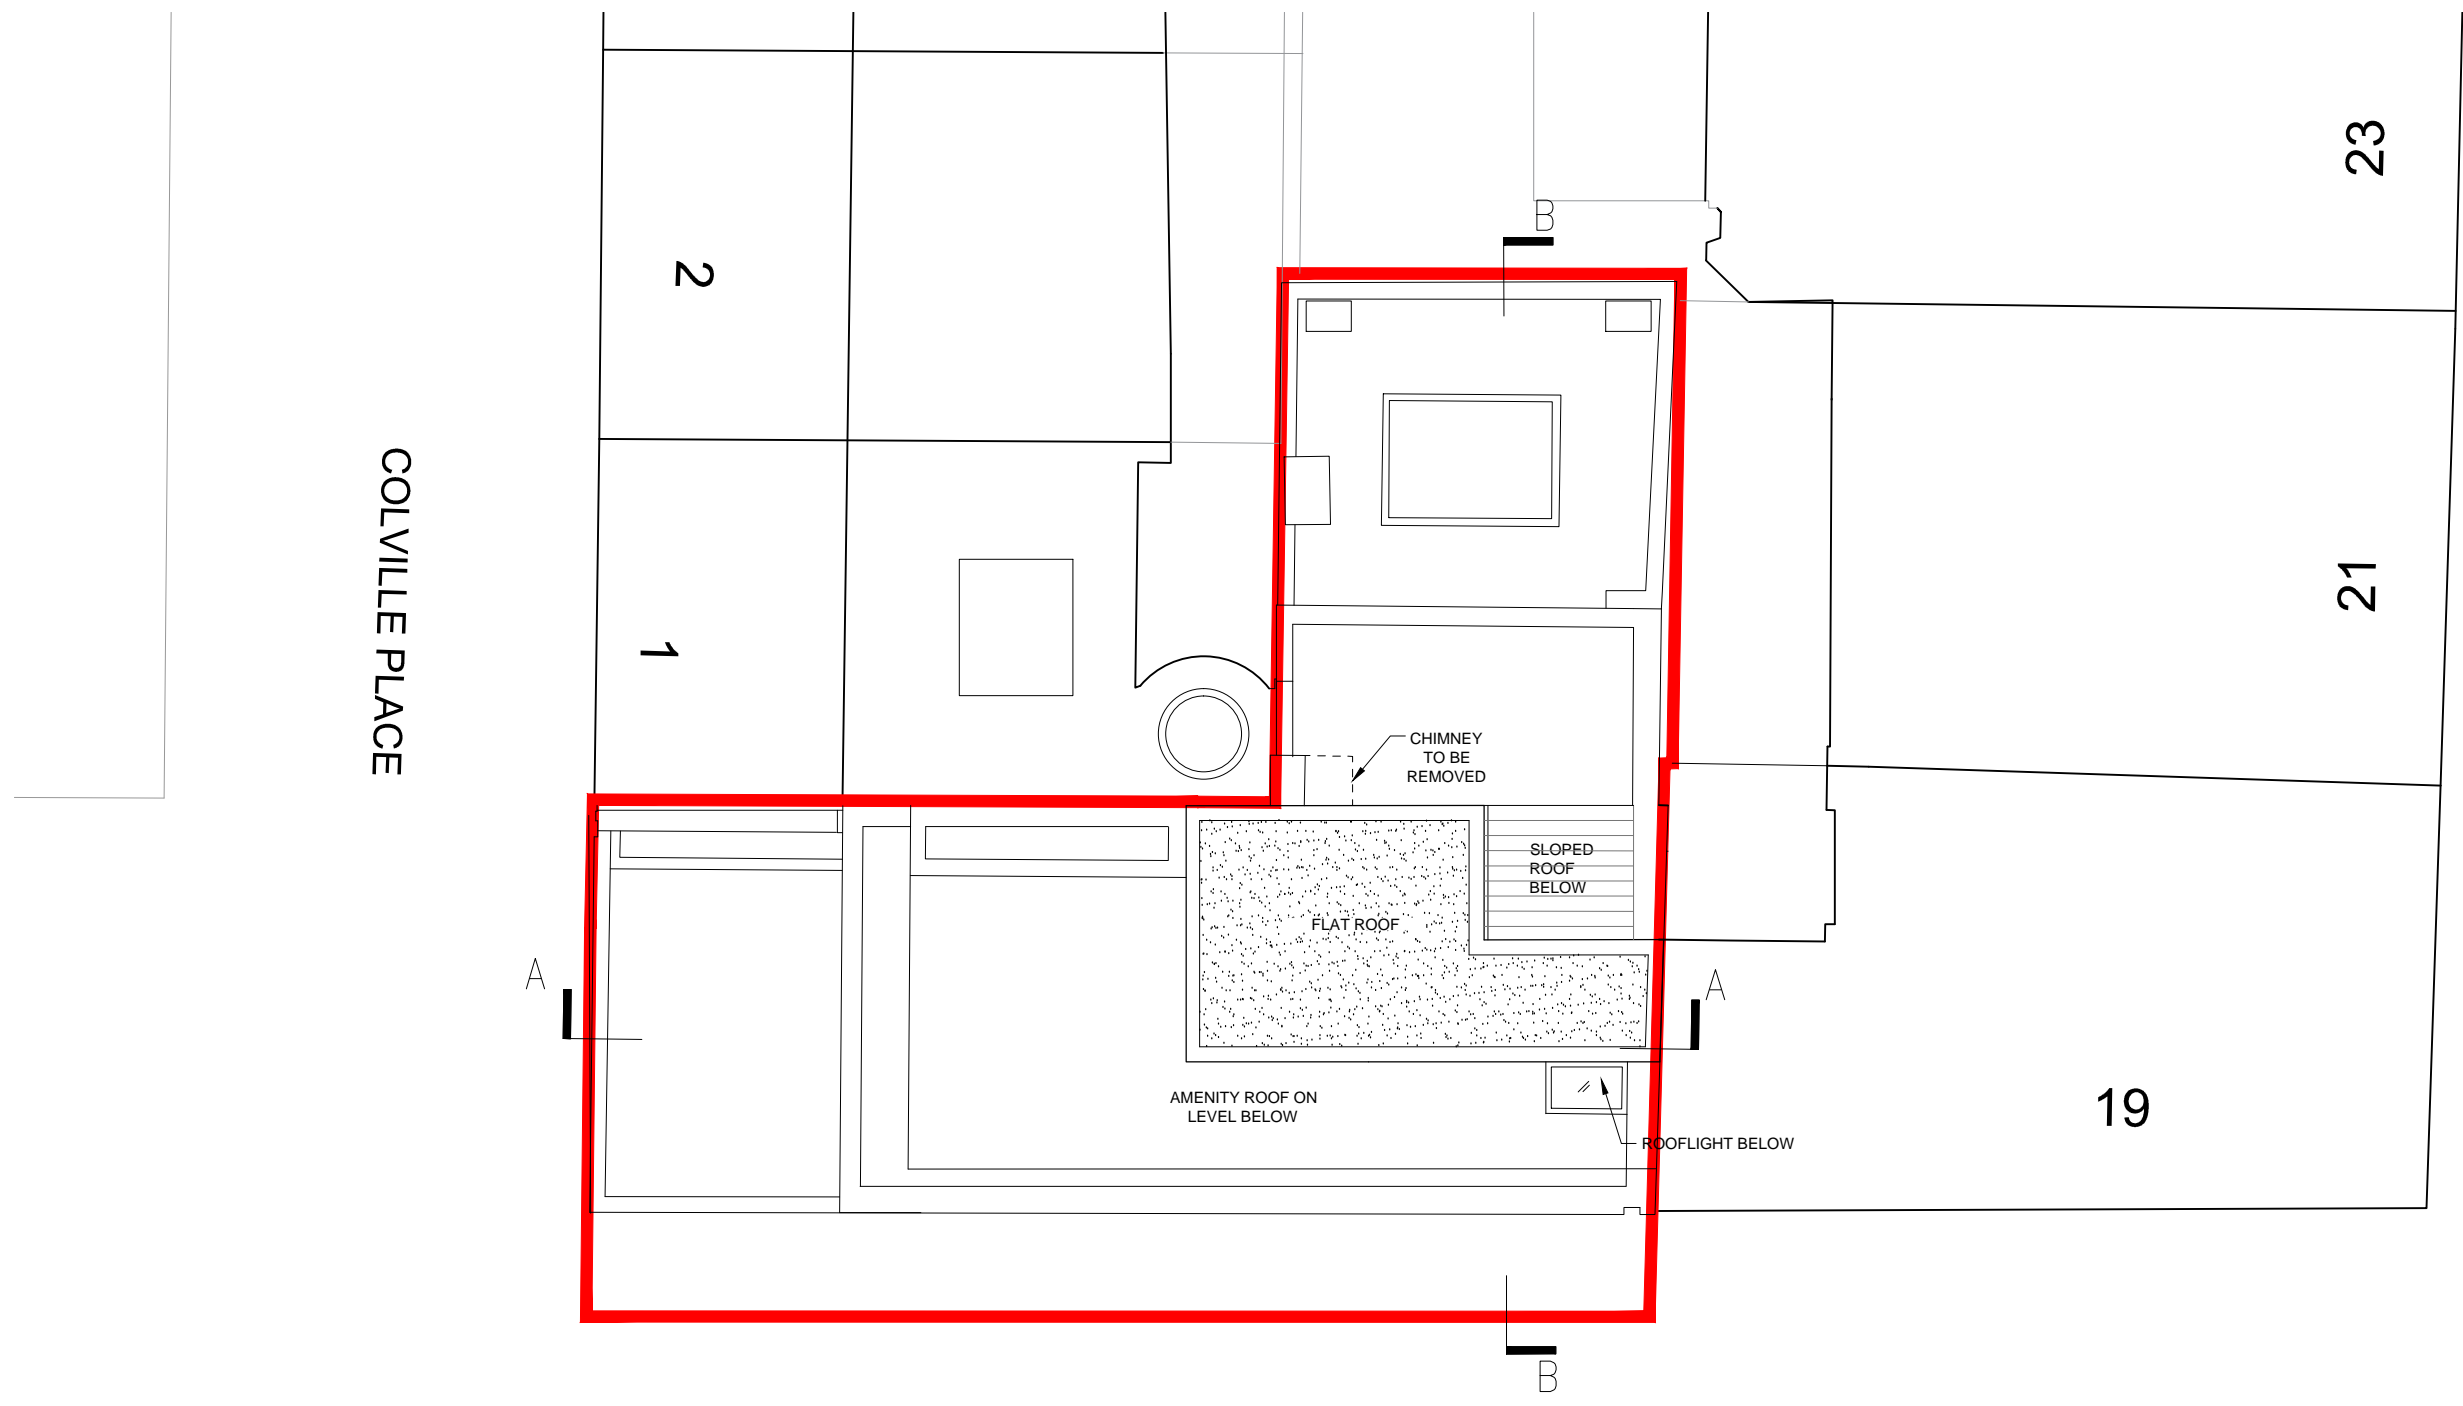 23
B
2
COLVILLE PLACE
21
1
CHIMNEY
TO BE
REMOVED
SLOPED
ROOF
BELOW
FLAT ROOF
A
A
AMENITY ROOF ON
LEVEL BELOW
19
ROOFLIGHT BELOW
B